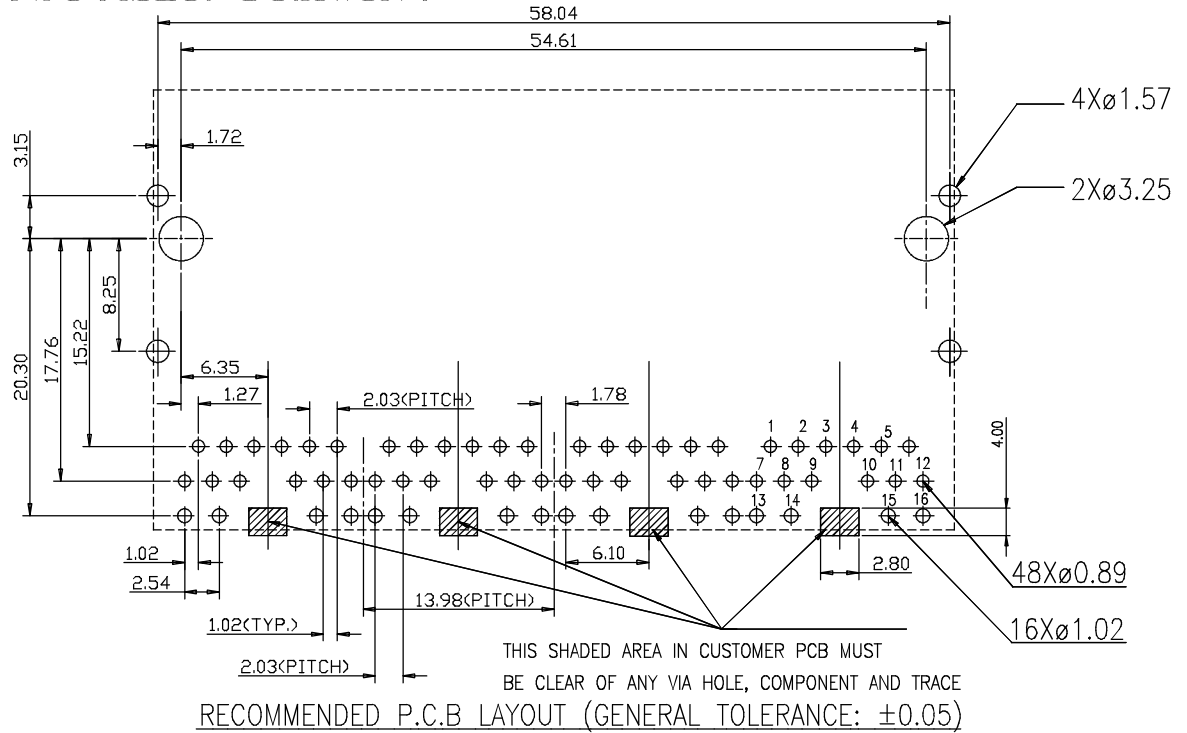 58.04
54.61
4Xø1.57
3.15
1.72
2XØ3.25
8.25
15.22
17.76
20.30
6.35
1.27
2.03(PITCH)
1.78
1 2 3 4 5
4.00
7 8 9 10 11 12
13 14 15 16
1.02
2.54
6.10
2.80
48Xø0.89
13.98(PITCH)
1.02(TYP.)
16Xø1.02
2.03(PITCH)
THIS SHADED AREA IN CUSTOMER PCB MUST
BE CLEAR OF ANY VIA HOLE, COMPONENT AND TRACE
RECOMMENDED P.C.B LAYOUT (GENERAL TOLERANCE: ±0.05)